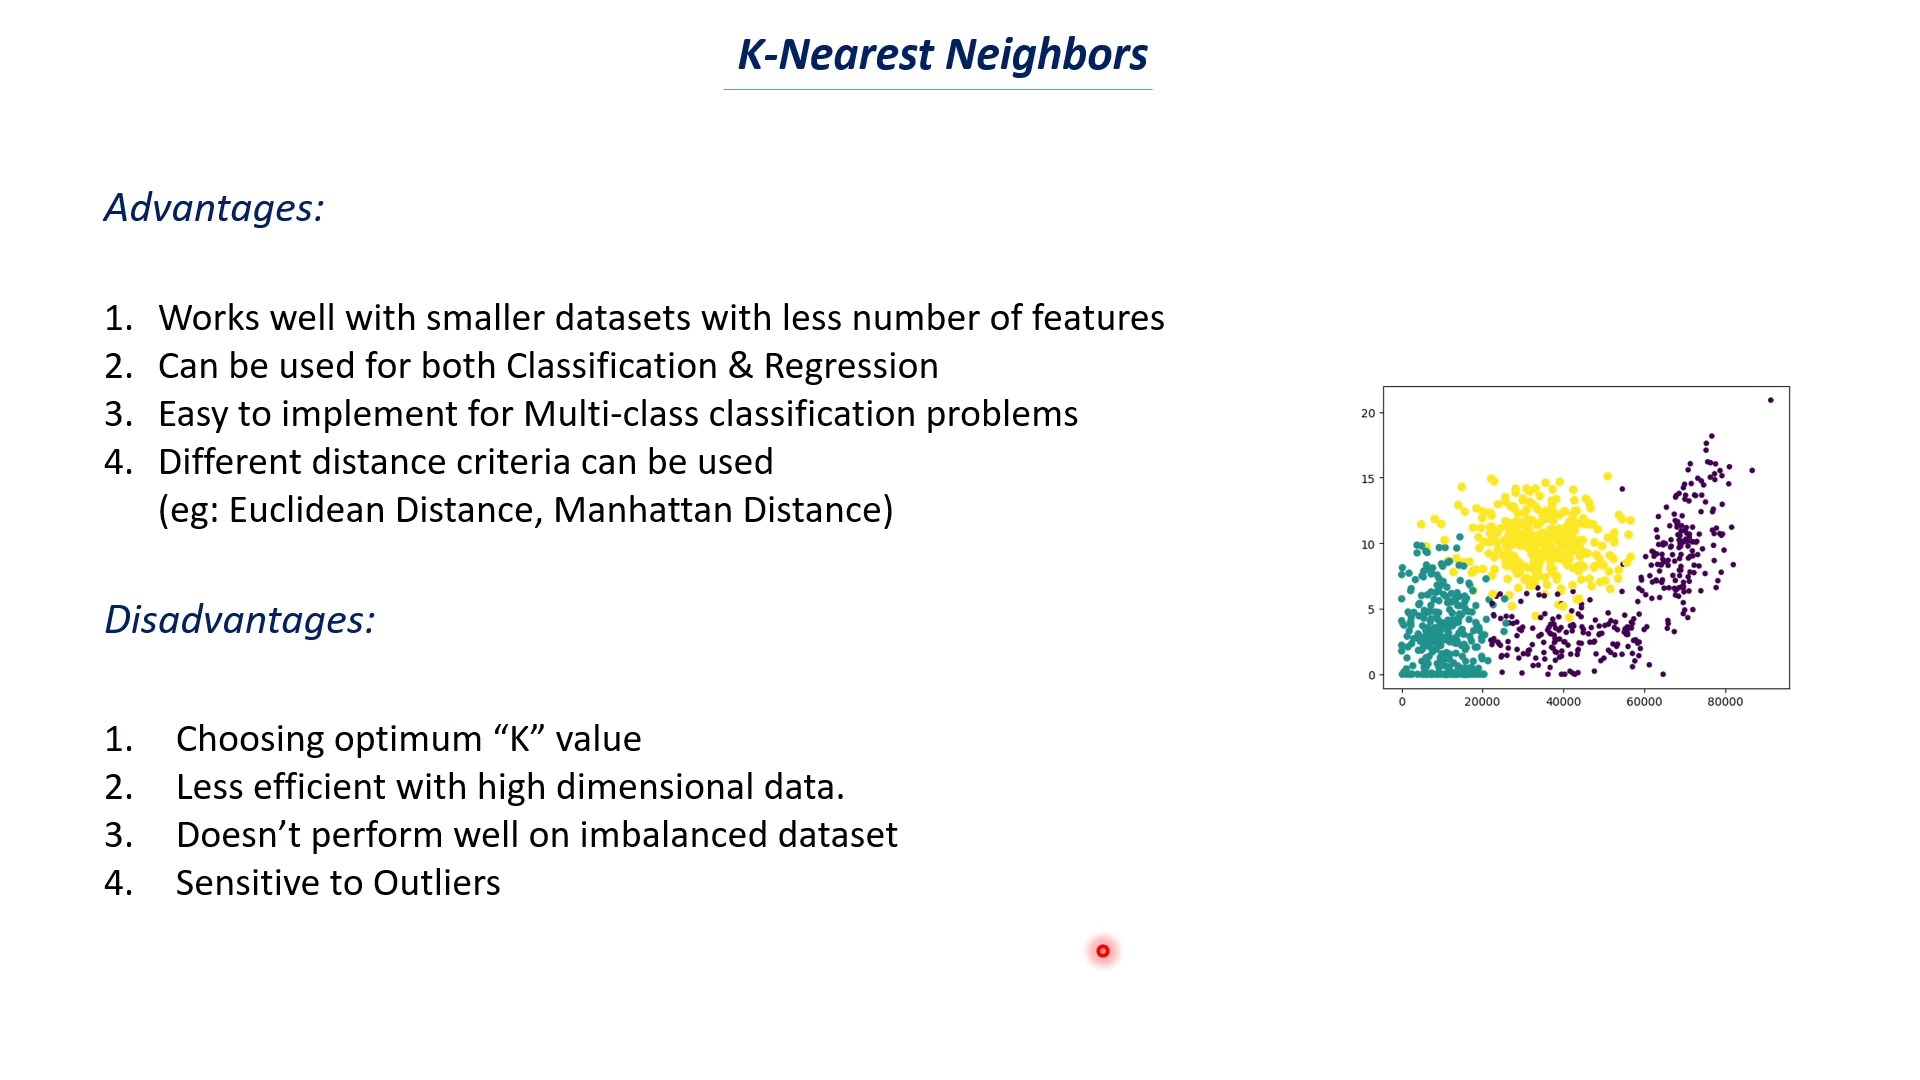 K-Nearest Neighbors
Advantages:
1. Works well with smaller datasets with less number of features
2. Can be used for both Classification & Regression
3. Easy to implement for Multi-class classification problems
4. Different distance criteria can be used
(eg: Euclidean Distance, Manhattan Distance)
Disadvantages:
1. Choosing optimum “K” value
2. Less efficient with high dimensional data.
3. Doesn’t perform well on imbalanced dataset
4. Sensitive to Outliers
20
15
10
5
0
0 20000 40000 60000 80000